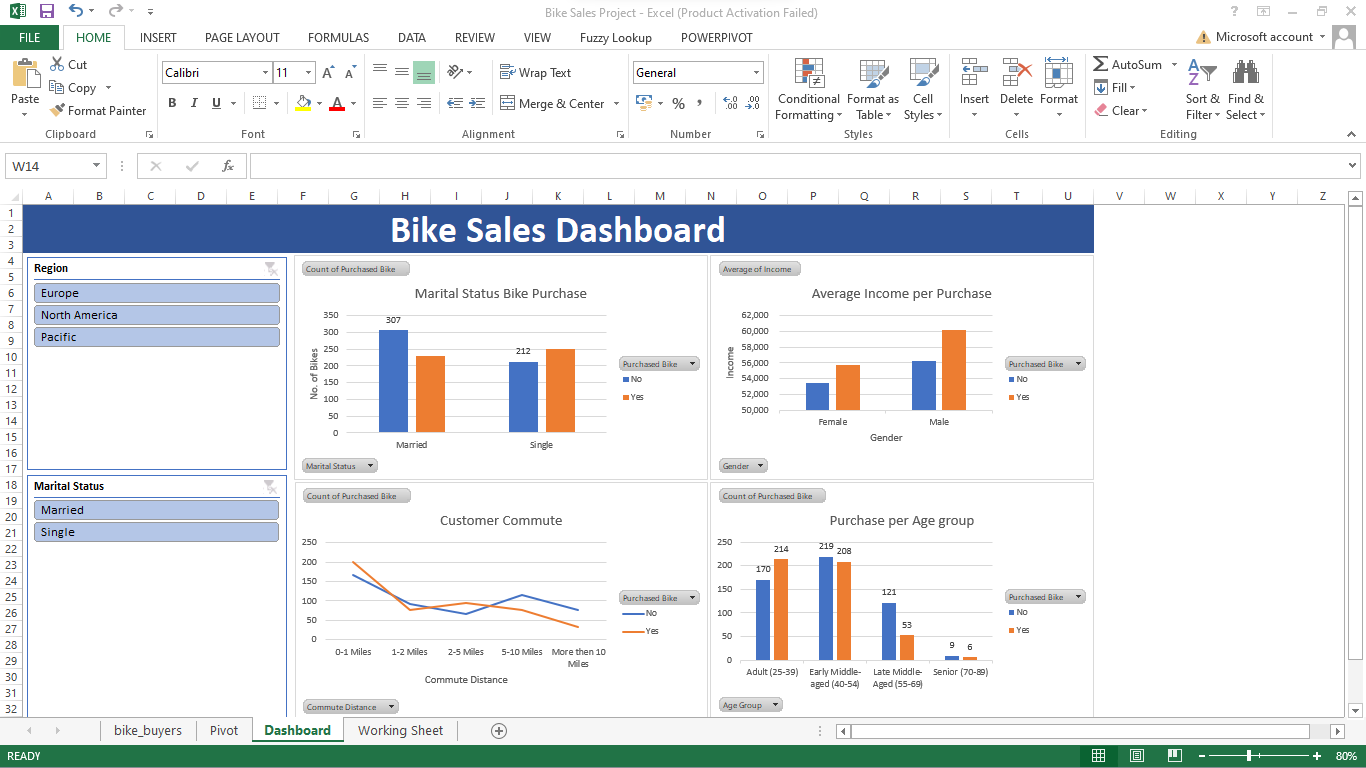 Bike Sales Project - Excel (Product Activation Failed)
FILE HOME INSERT PAGE LAYOUT FORMULAS DATA REVIEW VIEW Fuzzy Lookup POWERPIVOT Microsoft account
Paste
Cut
Copy
Format Painter
Clipboard
Calibri 11
B I U
Font
Wrap Text
Merge & Center
Alignment
General
% ,
Number
Conditional Formatting
Format as Table
Cell Styles
Styles
Insert
Delete
Format
Cells
AutoSum
Fill
Clear
Sort & Filter
Find & Select
Editing
W14
fx
A B C D E F G H I J K L M N O P Q R S T U V W X Y Z
1
2
3
4
5
6
7
8
9
10
11
12
13
14
15
16
17
18
19
20
21
22
23
24
25
26
27
28
29
30
31
32
Bike Sales Dashboard
Region
Europe
North America
Pacific
Marital Status
Married
Single
Count of Purchased Bike
Marital Status Bike Purchase
No. of Bikes
350
300
250
200
150
100
50
0
307
212
Married Single
Purchased Bike
No
Yes
Marital Status
Average of Income
Average Income per Purchase
Income
62,000
60,000
58,000
56,000
54,000
52,000
50,000
Female Male
Gender
Purchased Bike
No
Yes
Gender
Count of Purchased Bike
Customer Commute
250
200
150
100
50
0
0-1 Miles 1-2 Miles 2-5 Miles 5-10 Miles More then 10
Miles
Commute Distance
Purchased Bike
No
Yes
Commute Distance
Count of Purchased Bike
Purchase per Age group
250
200
150
100
50
0
170 214 219 208 121 53 9 6
Adult (25-39) Early Middle- Late Middle- Senior (70-89)
aged (40-54) Aged (55-69)
Purchased Bike
No
Yes
Age Group
bike_buyers Pivot Dashboard Working Sheet
READY 80%